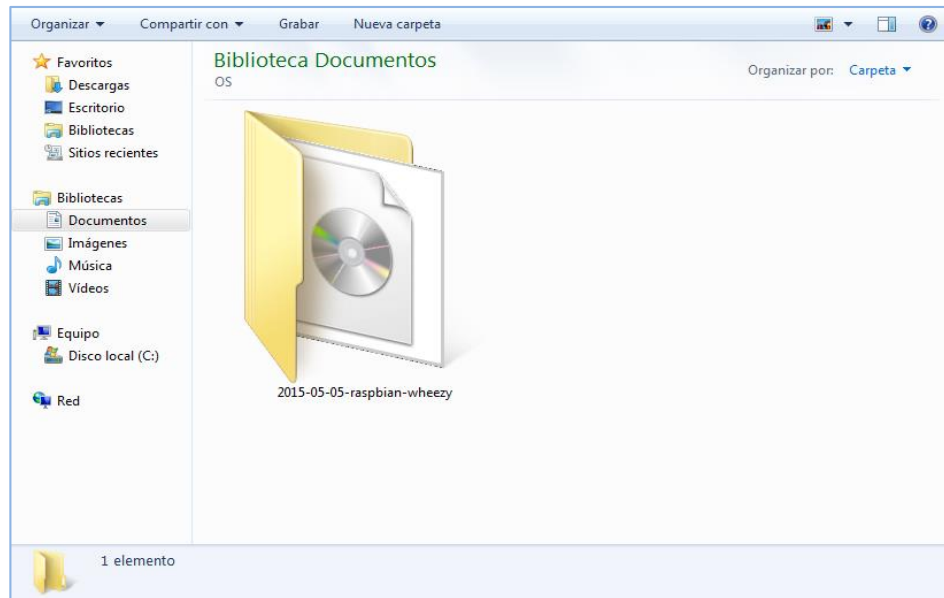 Organizar Compartir con Grabar Nueva carpeta
Favoritos
Descargas
Escritorio
Bibliotecas
Sitios recientes
Bibliotecas
Documentos
Imágenes
Música
Vídeos
Equipo
Disco local (C:)
Red
Biblioteca Documentos
OS
Organizar por: Carpeta
2015-05-05-raspbian-wheezy
1 elemento